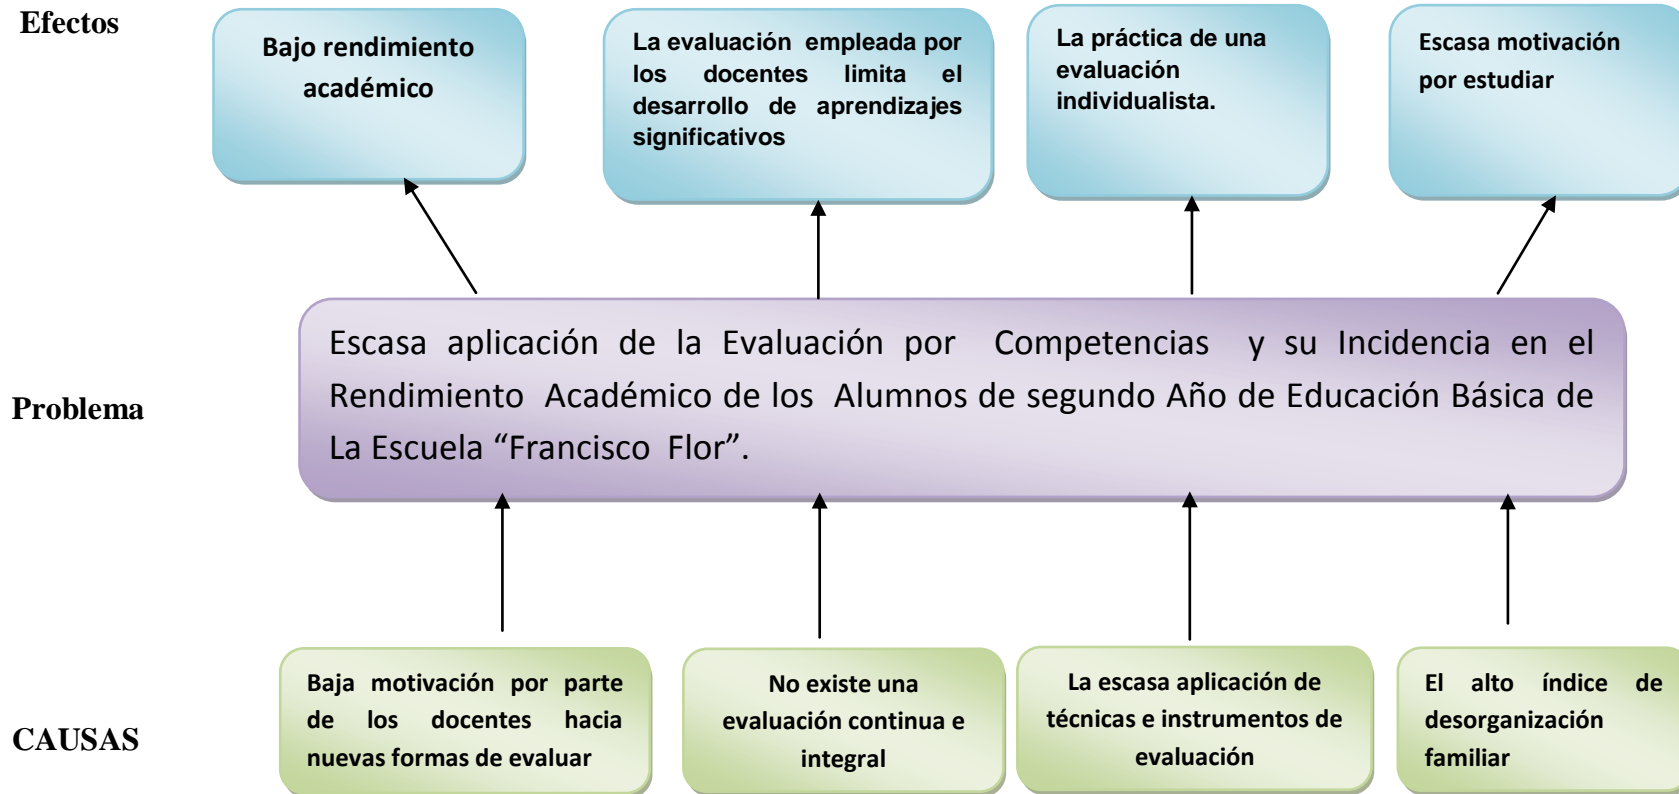 Efectos
Bajo rendimiento
académico
La evaluación empleada por
los docentes limita el
desarrollo de aprendizajes
significativos
La práctica de una
evaluación
individualista.
Escasa motivación
por estudiar
Problema
Escasa aplicación de la Evaluación por Competencias y su Incidencia en el
Rendimiento Académico de los Alumnos de segundo Año de Educación Básica de
La Escuela “Francisco Flor”.
CAUSAS
Baja motivación por parte
de los docentes hacia
nuevas formas de evaluar
No existe una
evaluación continua e
integral
La escasa aplicación de
técnicas e instrumentos de
evaluación
El alto índice de
desorganización
familiar